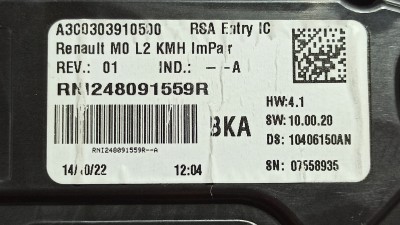 A3C0303910500 RSA Entry IC
Renault M0 L2 KMH ImPar
REV.: 01 IND.: --A
RNI248091559R
HW:4.1
BKA SW: 10.00.20
DS: 10406150AN
RNI248091559R--A
SN: 07558935
14/10/22 12:04